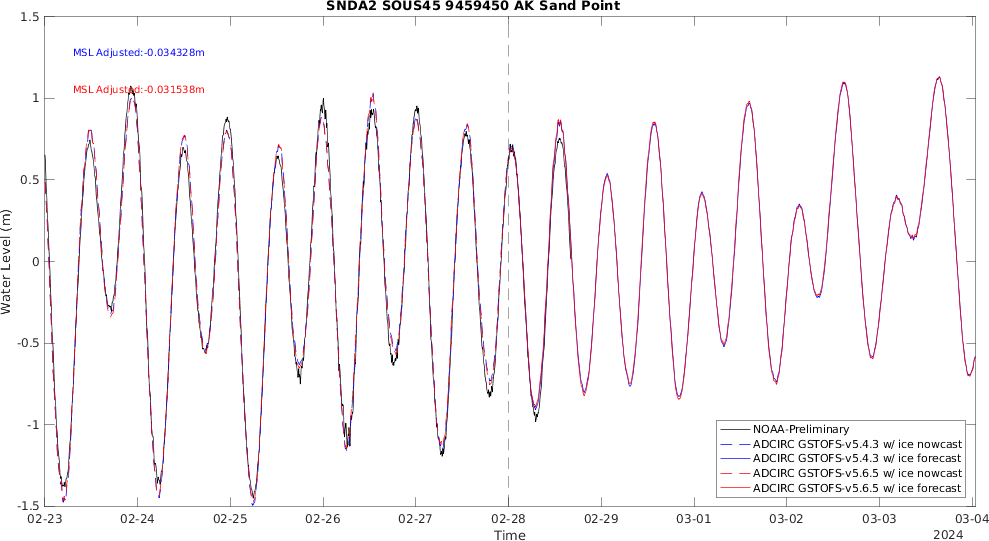 SNDA2 SOUS45 9459450 AK Sand Point
1.5
MSL Adjusted:-0.034328m
MSL Adjusted:-0.031538m
1
0.5
0
-0.5
-1
-1.5
Water Level (m)
NOAA-Preliminary
ADCIRC GSTOFS-v5.4.3 w/ ice nowcast
ADCIRC GSTOFS-v5.4.3 w/ ice forecast
ADCIRC GSTOFS-v5.6.5 w/ ice nowcast
ADCIRC GSTOFS-v5.6.5 w/ ice forecast
02-23 02-24 02-25 02-26 02-27 02-28 02-29 03-01 03-02 03-03 03-04
Time
2024